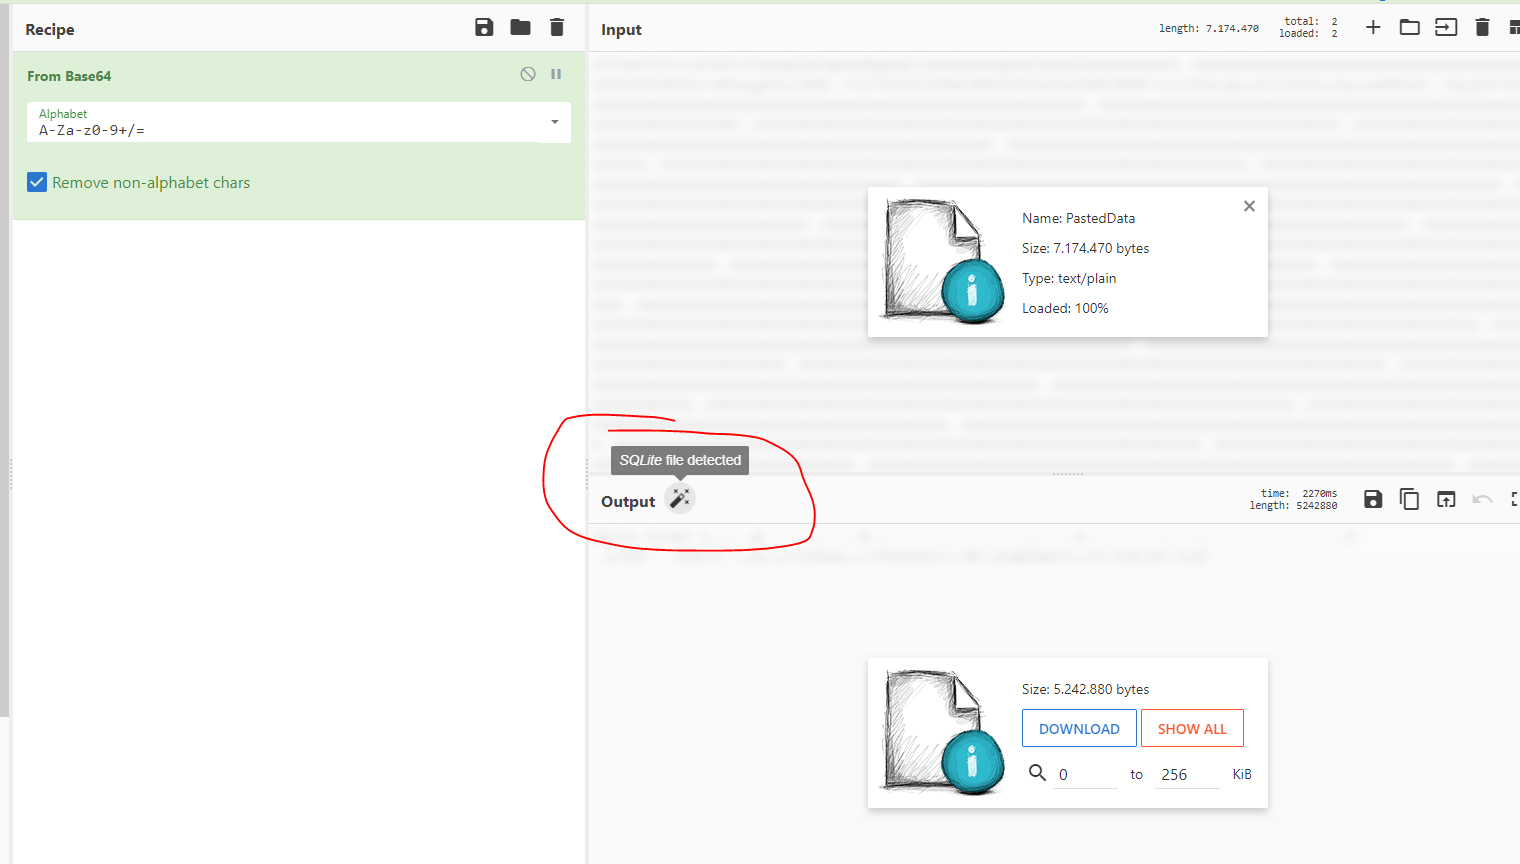 Recipe
From Base64
Alphabet
A-Za-z0-9+/=
Remove non-alphabet chars
Input
length: 7.174.470
total: 2
loaded: 2
Name: PastedData
Size: 7.174.470 bytes
Type: text/plain
Loaded: 100%
SQLite file detected
Output
time: 2270ms
length: 5242880
Size: 5.242.880 bytes
DOWNLOAD
SHOW ALL
0 to 256 KiB